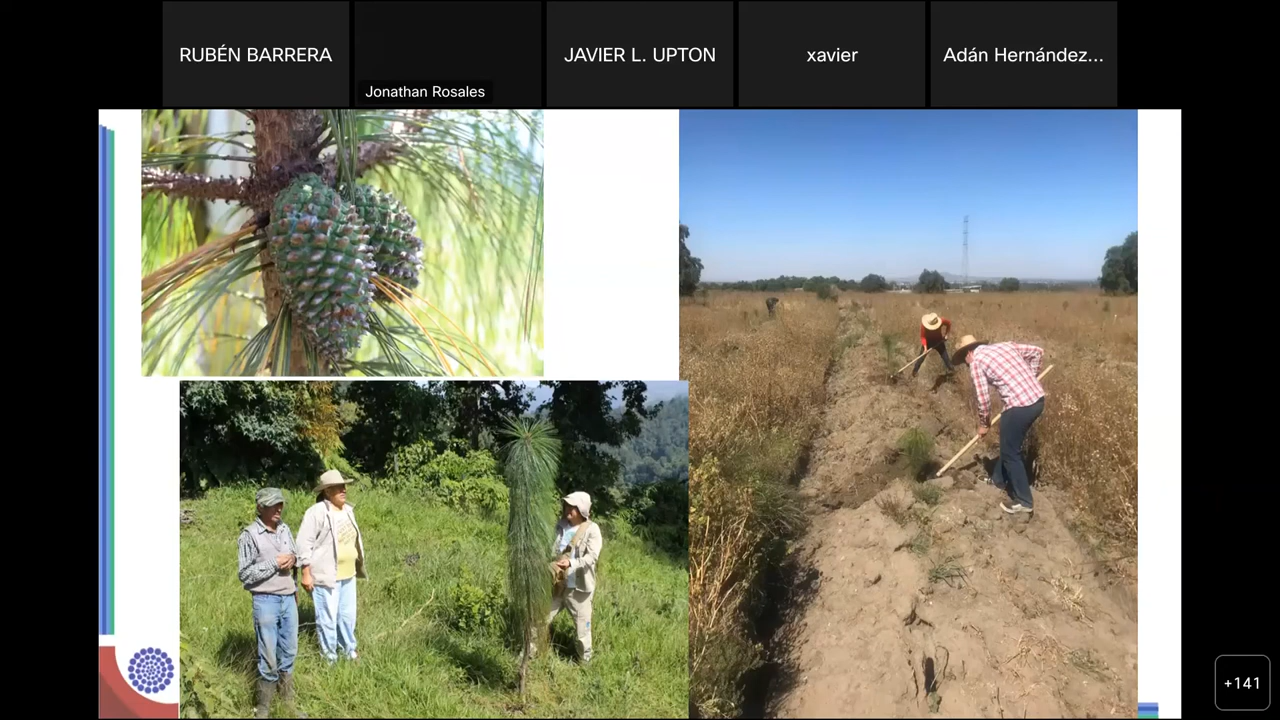 RUBÉN BARRERA
Jonathan Rosales
JAVIER L. UPTON
xavier
Adán Hernández...
+141